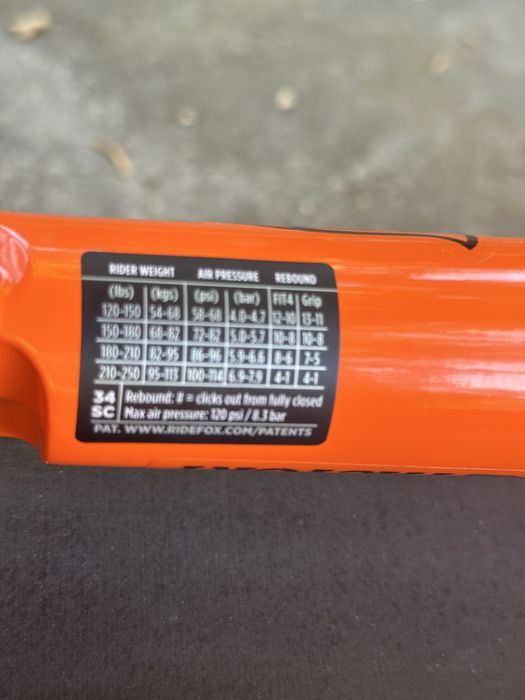 RIDER WEIGHT AIR PRESSURE REBOUND
(lbs) (kgs) (psi) (bar) FIT4 Grip
120-150 54-68 58-68 4.0-4.7 12-10 13-11
150-180 68-82 72-82 10-8 10-8
180-210 82-95 86-96 5.9-6.6 8-6 7-5
210-250 95-113 100-114 6.9-7.9 4-1 4-1
34 SC
Rebound: # = clicks out from fully closed
Max air pressure: 120 psi / 8.3 bar
PAT. WWW.RIDEFOX.COM/PATENTS